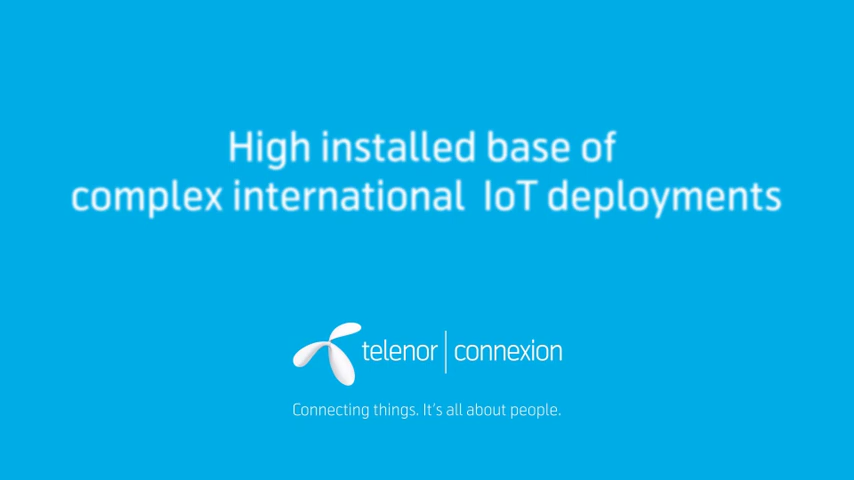 High installed base of
complex international IoT deployments
telenor | connexion
Connecting things. It's all about people.